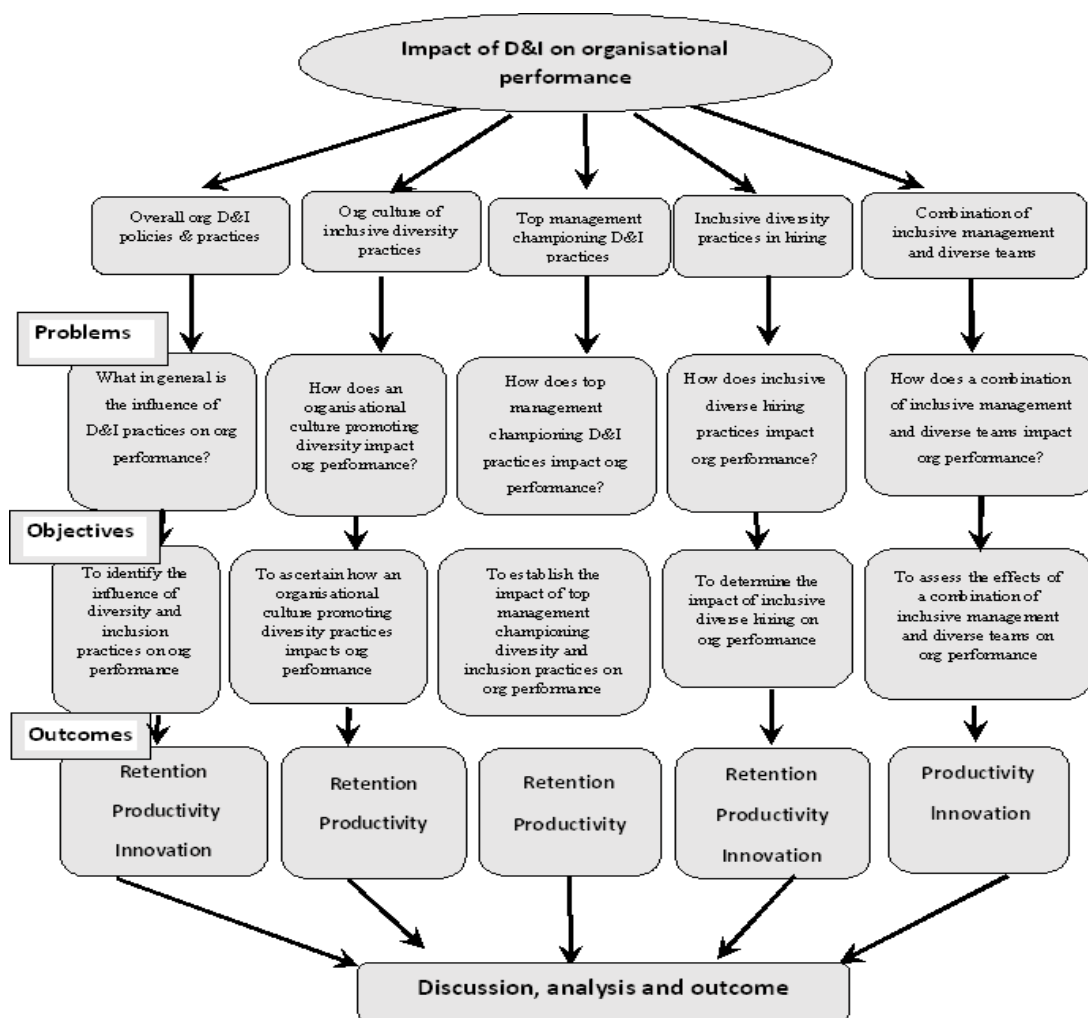 Impact of D&I on organisational
performance
Overall org D&I
policies & practices
Org culture of
inclusive diversity
practices
Top management
championing D&I
practices
Inclusive diversity
practices in hiring
Combination of
inclusive management
and diverse teams
Problems
What in general is
the influence of
D&I practices on org
performance?
How does an
organisational
culture promoting
diversity impact
org performance?
How does top
management
championing D&I
practices impact org
performance?
How does inclusive
diverse hiring
practices impact
org performance?
How does a combination
of inclusive management
and diverse teams impact
org performance?
Objectives
To identify the
influence of
diversity and
inclusion
practices on org
performance
To ascertain how an
organisational
culture promoting
diversity practices
impacts org
performance
To establish the
impact of top
management
championing
diversity and
inclusion practices on
org performance
To determine the
impact of inclusive
diverse hiring on
org performance
To assess the effects of
a combination of
inclusive management
and diverse teams on
org performance
Outcomes
Retention
Productivity
Innovation
Retention
Productivity
Retention
Productivity
Retention
Productivity
Innovation
Productivity
Innovation
Discussion, analysis and outcome